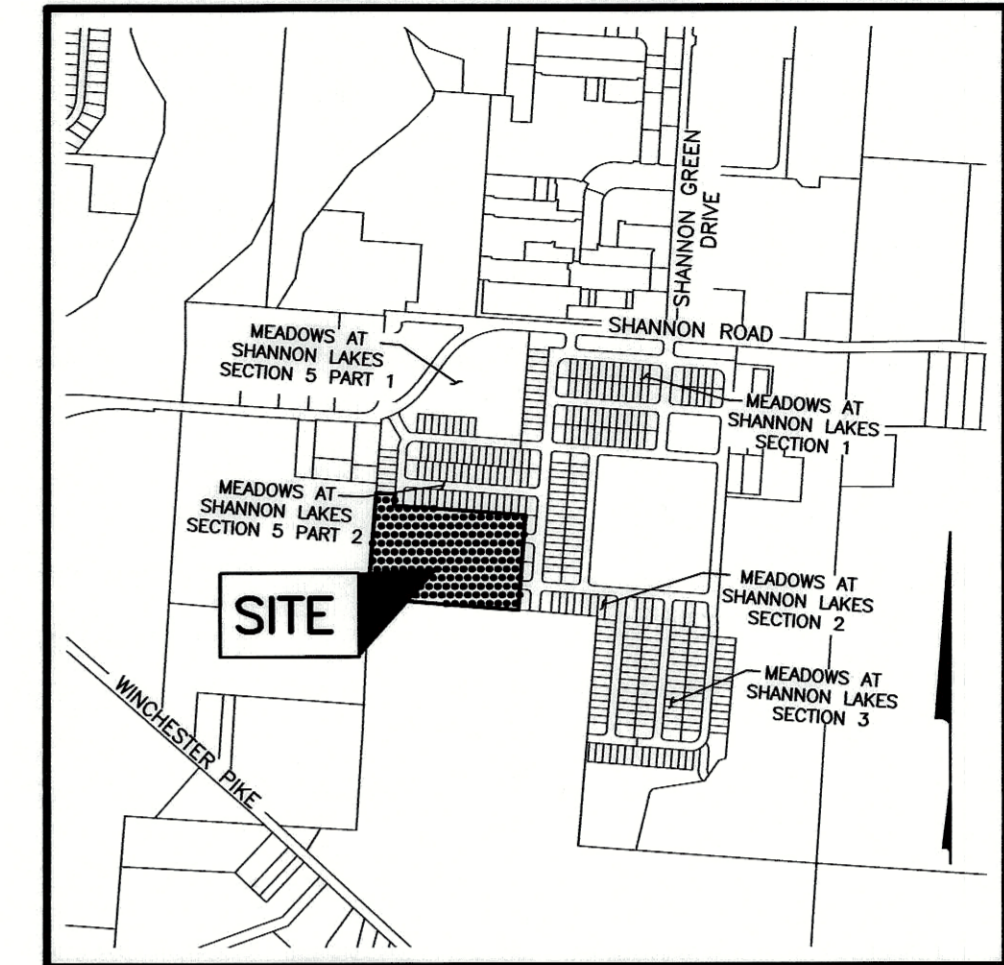 SHANNON GREEN
DRIVE
SHANNON ROAD
MEADOWS AT
SHANNON LAKES
SECTION 5 PART 1
MEADOWS AT
SHANNON LAKES
SECTION 1
MEADOWS AT
SHANNON LAKES
SECTION 5 PART 2
SITE
MEADOWS AT
SHANNON LAKES
SECTION 2
MEADOWS AT
SHANNON LAKES
SECTION 3
WINCHESTER PIKE